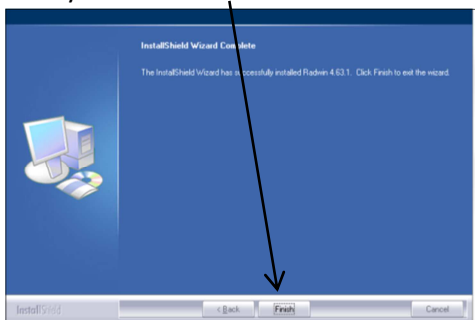 InstallShield Wizard Complete
The InstallShield Wizard has successfully installed Radwin 4.63.1. Click Finish to exit the wizard.
InstallShield
< Back
Finish
Cancel